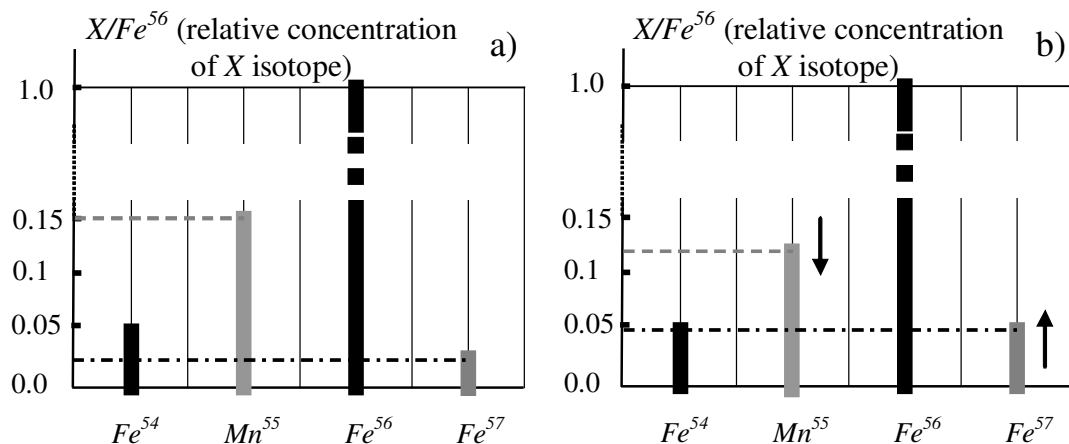 X/Fe⁵⁶ (relative concentration
of X isotope)
a)
1.0
0.15
0.1
0.05
0.0
Fe⁵⁴ Mn⁵⁵ Fe⁵⁶ Fe⁵⁷
X/Fe⁵⁶ (relative concentration
of X isotope)
b)
1.0
0.15
0.1
0.05
0.0
Fe⁵⁴ Mn⁵⁵ Fe⁵⁶ Fe⁵⁷